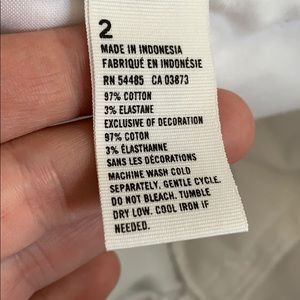 2
MADE IN INDONESIA
FABRIQUÉ EN INDONÉSIE
RN 54485 CA 03873
97% COTTON
3% ELASTANE
EXCLUSIVE OF DECORATION
97% COTON
3% ÉLASTHANNE
SANS LES DÉCORATIONS
MACHINE WASH COLD
SEPARATELY, GENTLE CYCLE.
DO NOT BLEACH. TUMBLE
DRY LOW. COOL IRON IF
NEEDED.